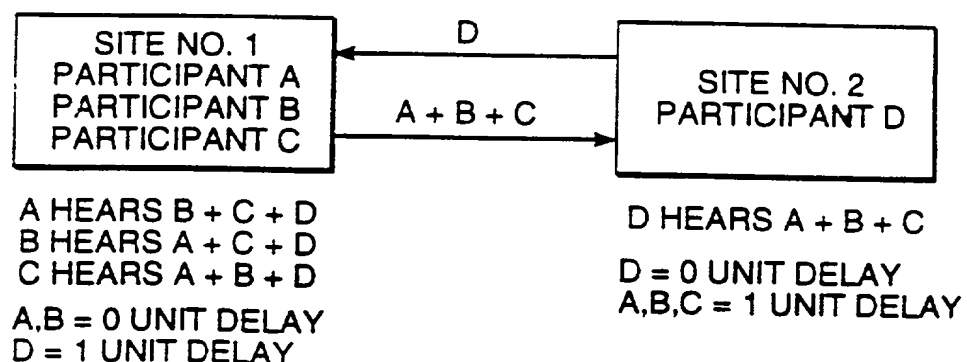 SITE NO. 1
PARTICIPANT A
PARTICIPANT B
PARTICIPANT C
D
A + B + C
SITE NO. 2
PARTICIPANT D
A HEARS B + C + D
B HEARS A + C + D
C HEARS A + B + D
A,B = 0 UNIT DELAY
D = 1 UNIT DELAY
D HEARS A + B + C
D = 0 UNIT DELAY
A,B,C = 1 UNIT DELAY